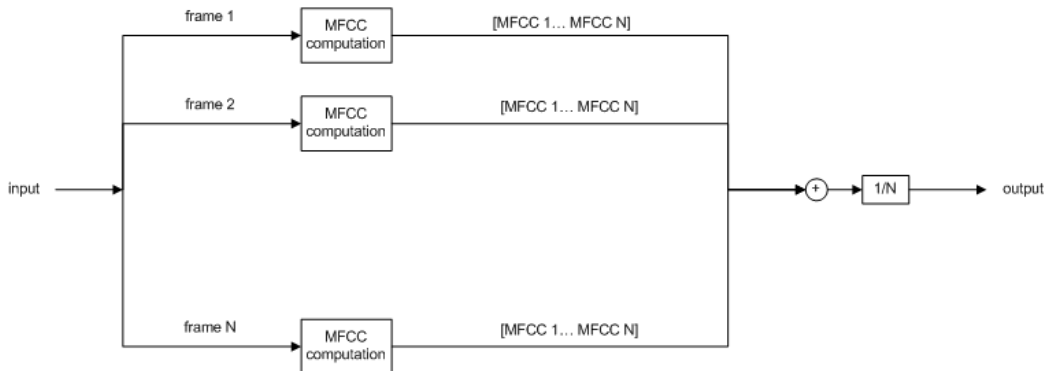 frame 1
MFCC
computation
[MFCC 1... MFCC N]
frame 2
MFCC
computation
[MFCC 1... MFCC N]
input
+
1/N
output
frame N
MFCC
computation
[MFCC 1... MFCC N]